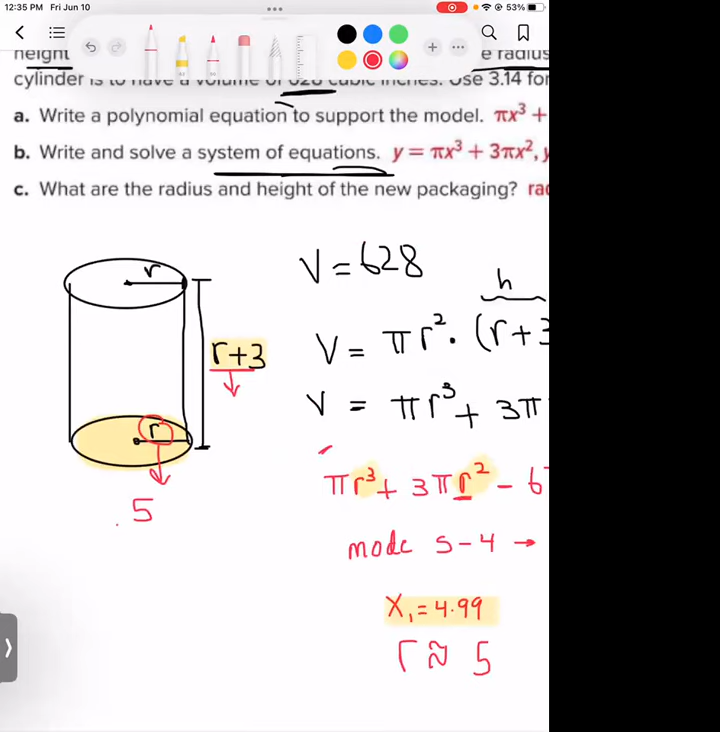 12:35 PM Fri Jun 10
53%
height
e radius
cylinder is to have a volume of 628 cubic inches. Use 3.14 for
a. Write a polynomial equation to support the model. πx³ +
b. Write and solve a system of equations. y = πx³ + 3πx², y
c. What are the radius and height of the new packaging? rad
r
r+3
r
5
V = 628
h
V = πr². (r+3
V = πr³ + 3π
πr³ + 3πr² – 6
mode 5-4 →
X₁ = 4.99
r ≈ 5